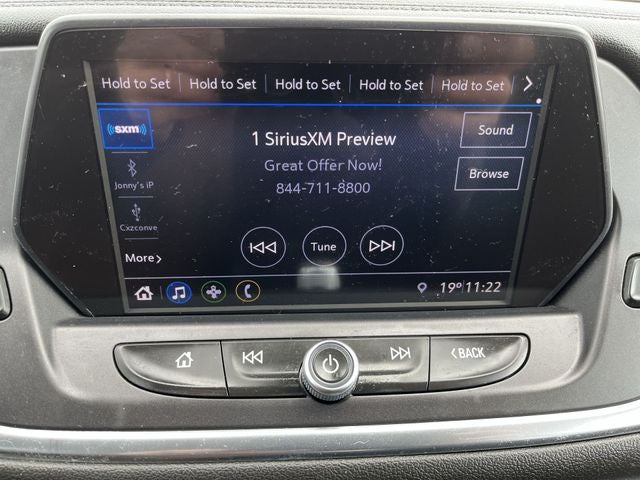 Hold to Set Hold to Set Hold to Set Hold to Set Hold to Set
((sxm))
1 SiriusXM Preview
Sound
Great Offer Now!
Jonny's iP
844-711-8800
Browse
Cxzconve
Tune
More
19° 11:22
BACK